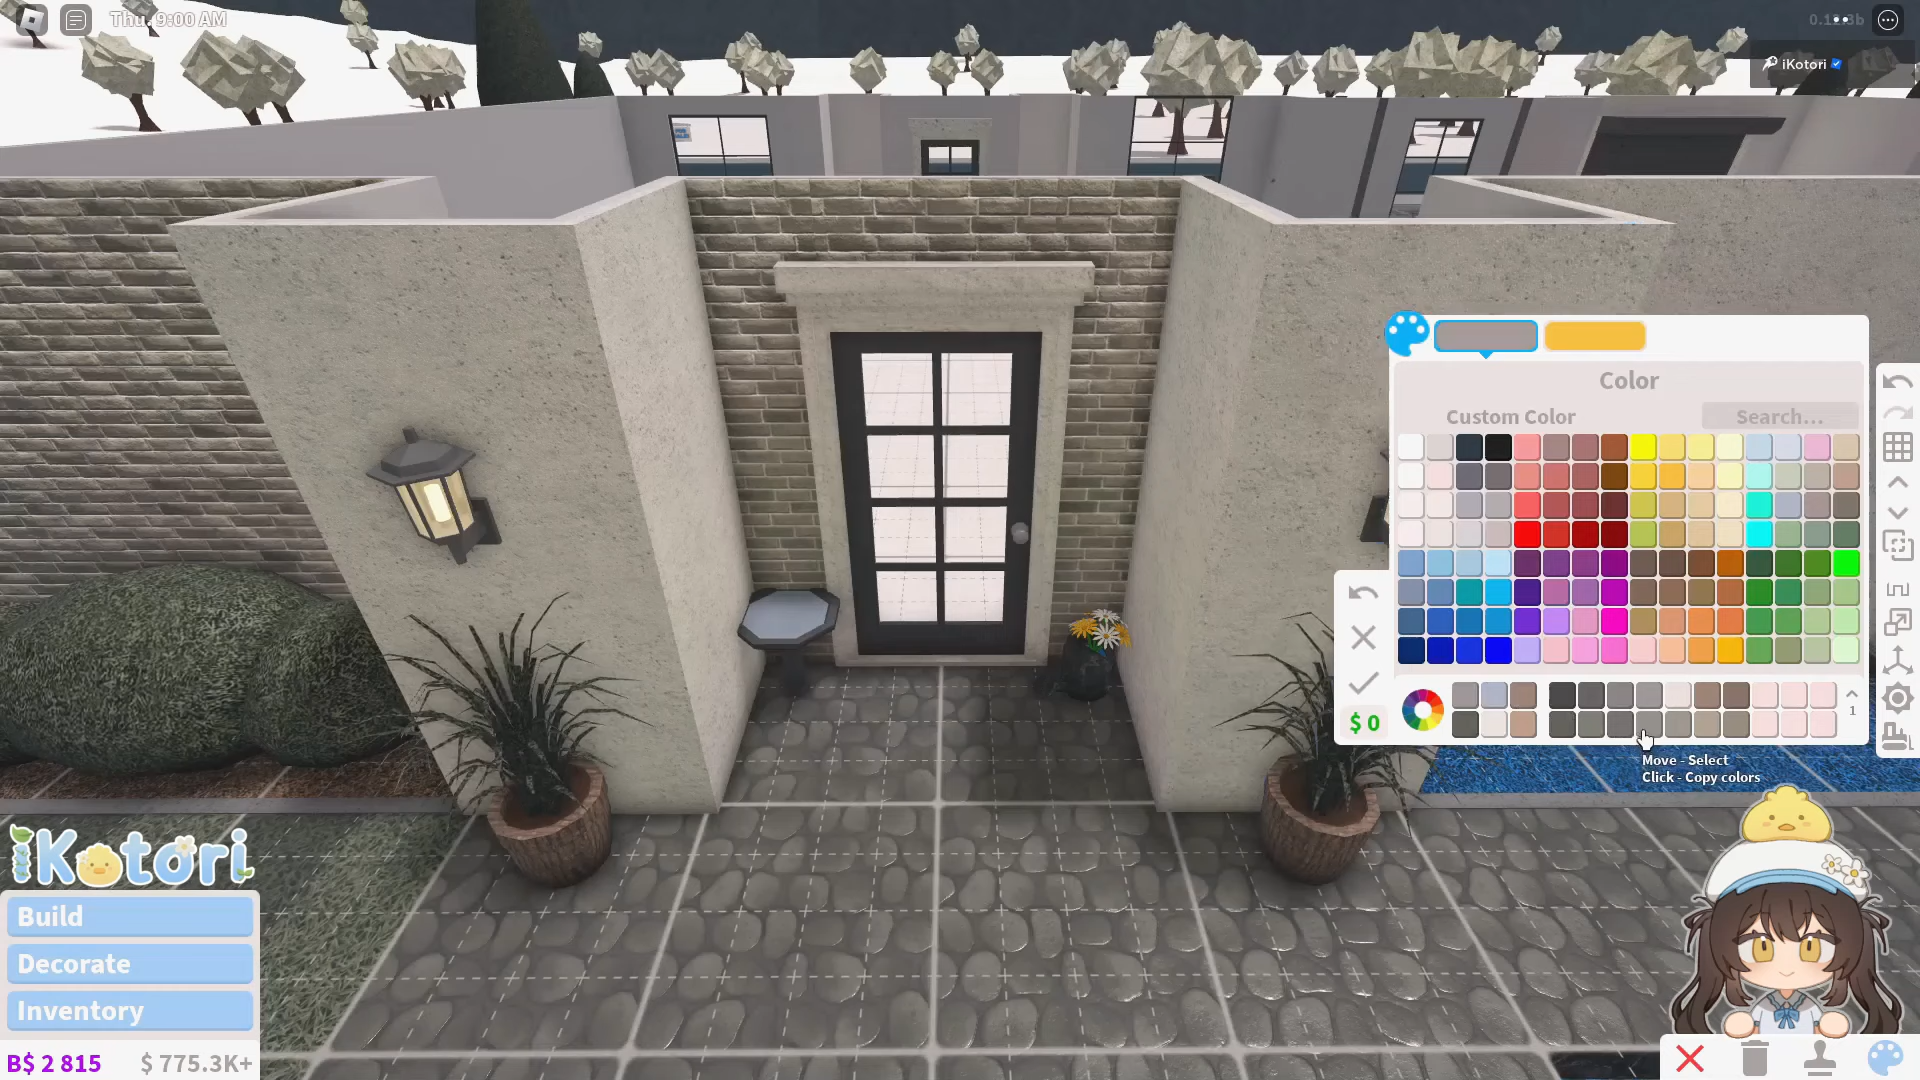 Thu. 9:00 AM
iKotori
Color
Custom Color
Search...
$ 0
1
Move - Select
Click - Copy colors
iKotori
Build
Decorate
Inventory
B$ 2 815
$ 775.3K+